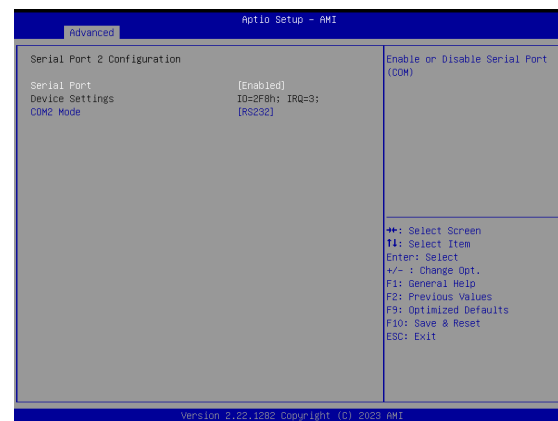 Aptio Setup – AMI
Advanced
Serial Port 2 Configuration
Serial Port [Enabled]
Device Settings IO=2F8h; IRQ=3;
COM2 Mode [RS232]
Enable or Disable Serial Port
(COM)
→←: Select Screen
↑↓: Select Item
Enter: Select
+/- : Change Opt.
F1: General Help
F2: Previous Values
F9: Optimized Defaults
F10: Save & Reset
ESC: Exit
Version 2.22.1282 Copyright (C) 2023 AMI